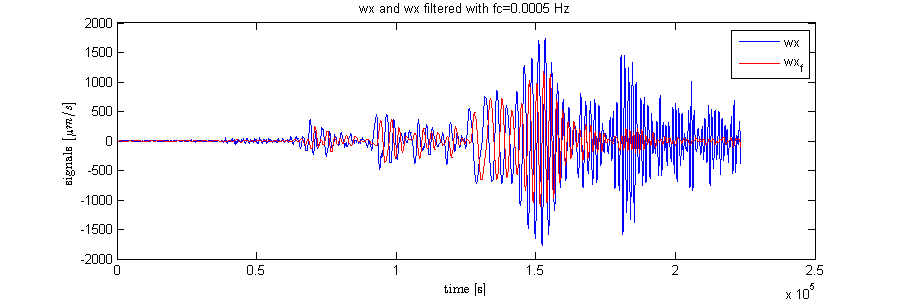 wx and wx filtered with fc=0.0005 Hz
2000
1500
1000
500
0
-500
-1000
-1500
-2000
signals [μm/s]
wx
wxf
0
0.5
1
1.5
2
2.5
time [s]
x 10^5